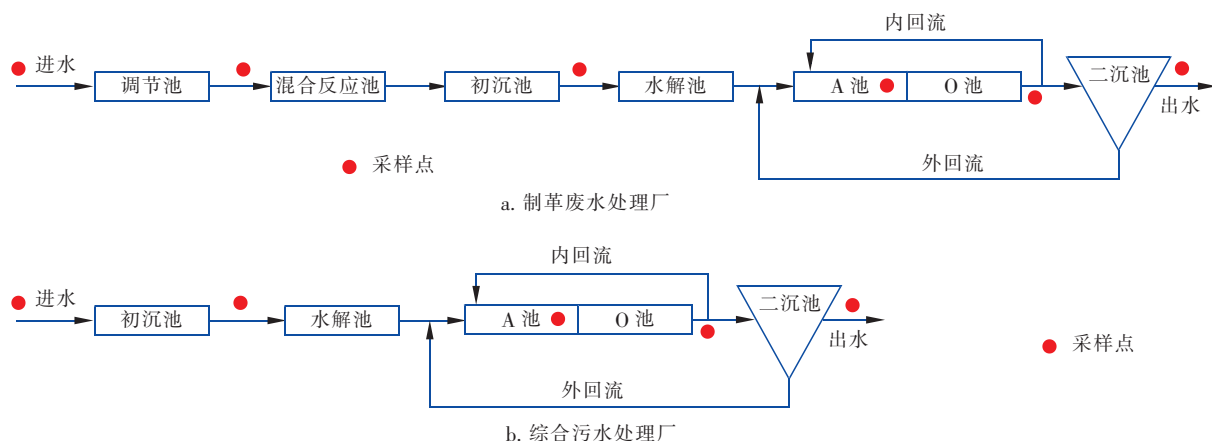 内回流
进水
调节池
混合反应池
初沉池
水解池
A 池
O 池
二沉池
出水
外回流
采样点
a. 制革废水处理厂
内回流
进水
初沉池
水解池
A 池
O 池
二沉池
出水
外回流
采样点
b. 综合污水处理厂